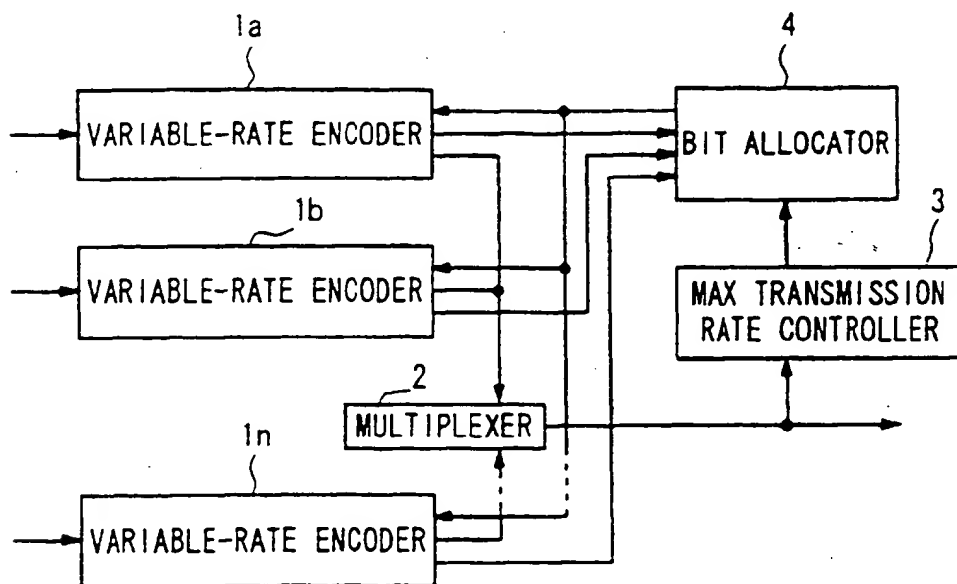 1a
VARIABLE-RATE ENCODER
4
BIT ALLOCATOR
1b
VARIABLE-RATE ENCODER
3
MAX TRANSMISSION
RATE CONTROLLER
2
MULTIPLEXER
1n
VARIABLE-RATE ENCODER